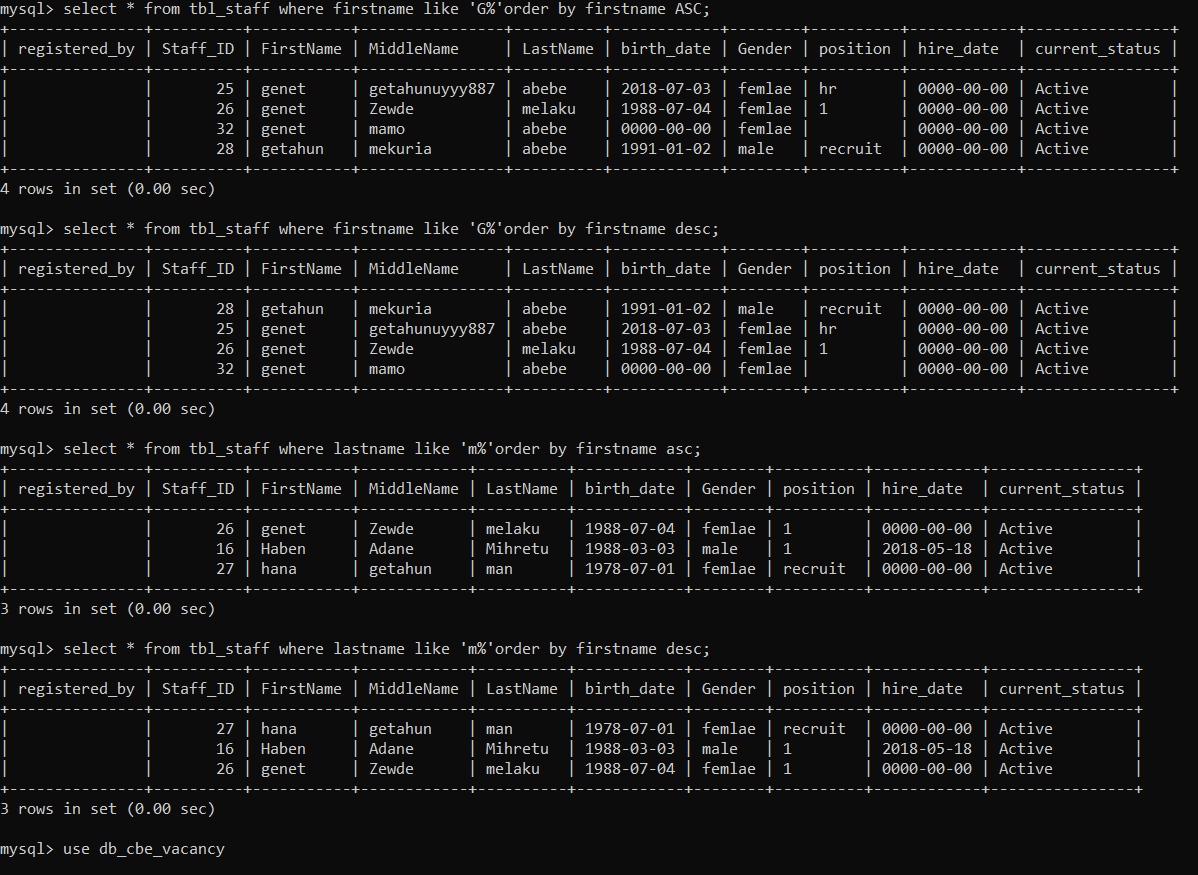 mysql> select * from tbl_staff where firstname like 'G%'order by firstname ASC;
+---------------+----------+-----------+----------------+----------+------------+--------+----------+------------+----------------+
| registered_by | Staff_ID | FirstName | MiddleName     | LastName | birth_date | Gender | position | hire_date  | current_status |
+---------------+----------+-----------+----------------+----------+------------+--------+----------+------------+----------------+
|               |       25 | genet     | getahunuyyy887 | abebe    | 2018-07-03 | femlae | hr       | 0000-00-00 | Active         |
|               |       26 | genet     | Zewde          | melaku   | 1988-07-04 | femlae | 1        | 0000-00-00 | Active         |
|               |       32 | genet     | mamo           | abebe    | 0000-00-00 | femlae |          | 0000-00-00 | Active         |
|               |       28 | getahun   | mekuria        | abebe    | 1991-01-02 | male   | recruit  | 0000-00-00 | Active         |
+---------------+----------+-----------+----------------+----------+------------+--------+----------+------------+----------------+
4 rows in set (0.00 sec)
mysql> select * from tbl_staff where firstname like 'G%'order by firstname desc;
+---------------+----------+-----------+----------------+----------+------------+--------+----------+------------+----------------+
| registered_by | Staff_ID | FirstName | MiddleName     | LastName | birth_date | Gender | position | hire_date  | current_status |
+---------------+----------+-----------+----------------+----------+------------+--------+----------+------------+----------------+
|               |       28 | getahun   | mekuria        | abebe    | 1991-01-02 | male   | recruit  | 0000-00-00 | Active         |
|               |       25 | genet     | getahunuyyy887 | abebe    | 2018-07-03 | femlae | hr       | 0000-00-00 | Active         |
|               |       26 | genet     | Zewde          | melaku   | 1988-07-04 | femlae | 1        | 0000-00-00 | Active         |
|               |       32 | genet     | mamo           | abebe    | 0000-00-00 | femlae |          | 0000-00-00 | Active         |
+---------------+----------+-----------+----------------+----------+------------+--------+----------+------------+----------------+
4 rows in set (0.00 sec)
mysql> select * from tbl_staff where lastname like 'm%'order by firstname asc;
+---------------+----------+-----------+------------+----------+------------+--------+----------+------------+----------------+
| registered_by | Staff_ID | FirstName | MiddleName | LastName | birth_date | Gender | position | hire_date  | current_status |
+---------------+----------+-----------+------------+----------+------------+--------+----------+------------+----------------+
|               |       26 | genet     | Zewde      | melaku   | 1988-07-04 | femlae | 1        | 0000-00-00 | Active         |
|               |       16 | Haben     | Adane      | Mihretu  | 1988-03-03 | male   | 1        | 2018-05-18 | Active         |
|               |       27 | hana      | getahun    | man      | 1978-07-01 | femlae | recruit  | 0000-00-00 | Active         |
+---------------+----------+-----------+------------+----------+------------+--------+----------+------------+----------------+
3 rows in set (0.00 sec)
mysql> select * from tbl_staff where lastname like 'm%'order by firstname desc;
+---------------+----------+-----------+------------+----------+------------+--------+----------+------------+----------------+
| registered_by | Staff_ID | FirstName | MiddleName | LastName | birth_date | Gender | position | hire_date  | current_status |
+---------------+----------+-----------+------------+----------+------------+--------+----------+------------+----------------+
|               |       27 | hana      | getahun    | man      | 1978-07-01 | femlae | recruit  | 0000-00-00 | Active         |
|               |       16 | Haben     | Adane      | Mihretu  | 1988-03-03 | male   | 1        | 2018-05-18 | Active         |
|               |       26 | genet     | Zewde      | melaku   | 1988-07-04 | femlae | 1        | 0000-00-00 | Active         |
+---------------+----------+-----------+------------+----------+------------+--------+----------+------------+----------------+
3 rows in set (0.00 sec)
mysql> use db_cbe_vacancy